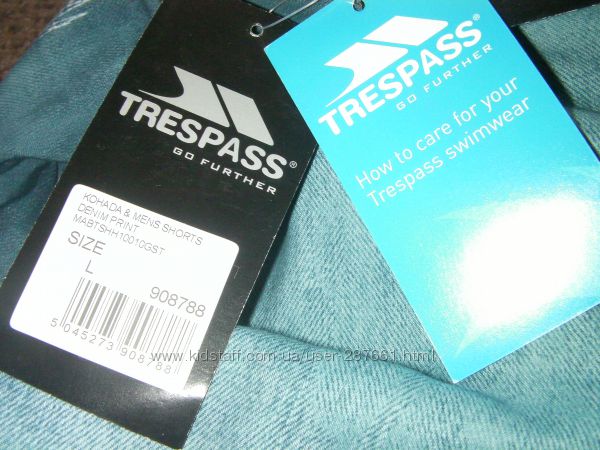 TRESPASS®
GO FURTHER
KOHADA & MENS SHORTS
DENIM PRINT
MABTSHH10010GST
SIZE
L
908788
5 045273 908788
TRESPASS®
GO FURTHER
How to care for your
Trespass swimwear
www.kidstaff.com.ua/user-287661.html